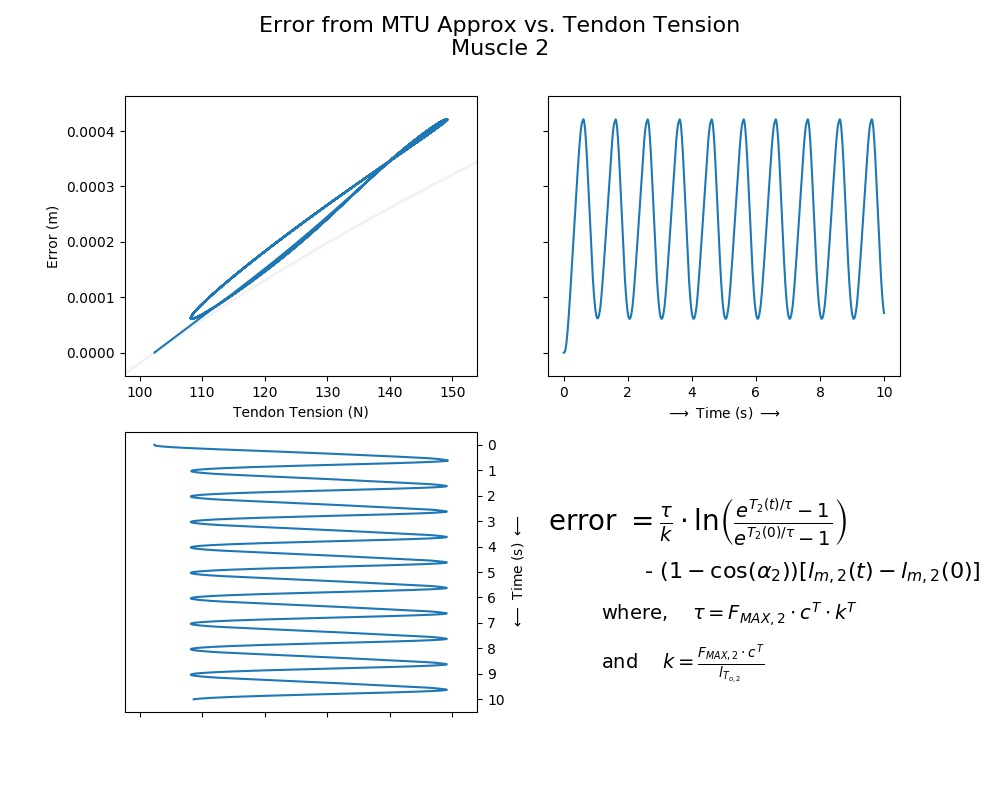 Error from MTU Approx vs. Tendon Tension
Muscle 2
0.0004
0.0003
0.0002
0.0001
0.0000
Error (m)
100 110 120 130 140 150
Tendon Tension (N)
0 2 4 6 8 10
⟶ Time (s) ⟶
0
1
2
3
4
5
6
7
8
9
10
⟵ Time (s) ⟵
error = τ/k · ln((e^{T_2(t)/τ} − 1)/(e^{T_2(0)/τ} − 1))
- (1 − cos(α_2))[l_{m,2}(t) − l_{m,2}(0)]
where, τ = F_{MAX,2} · c^T · k^T
and k = (F_{MAX,2} · c^T)/l_{T_{o,2}}